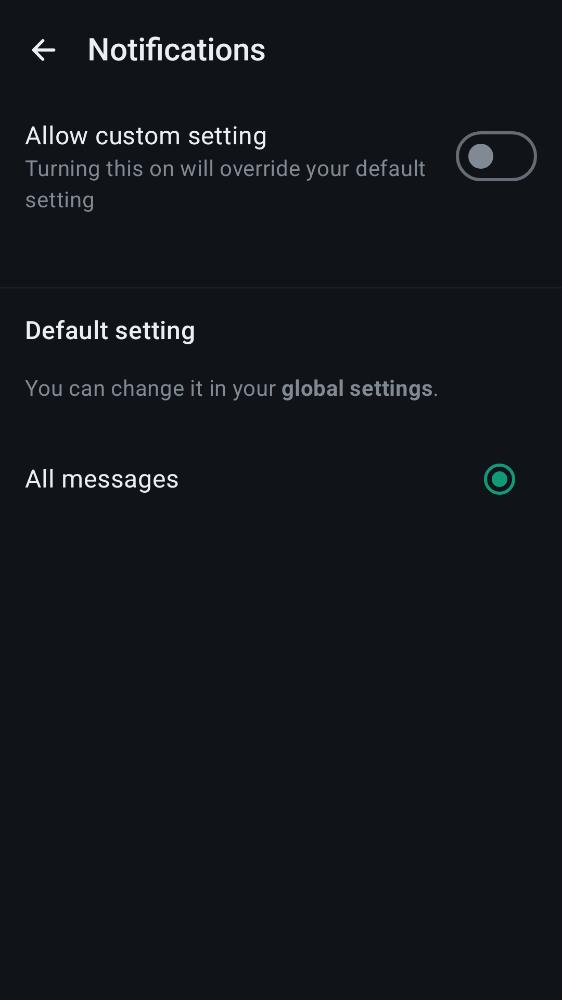 Notifications
Allow custom setting
Turning this on will override your default
setting
Default setting
You can change it in your global settings.
All messages